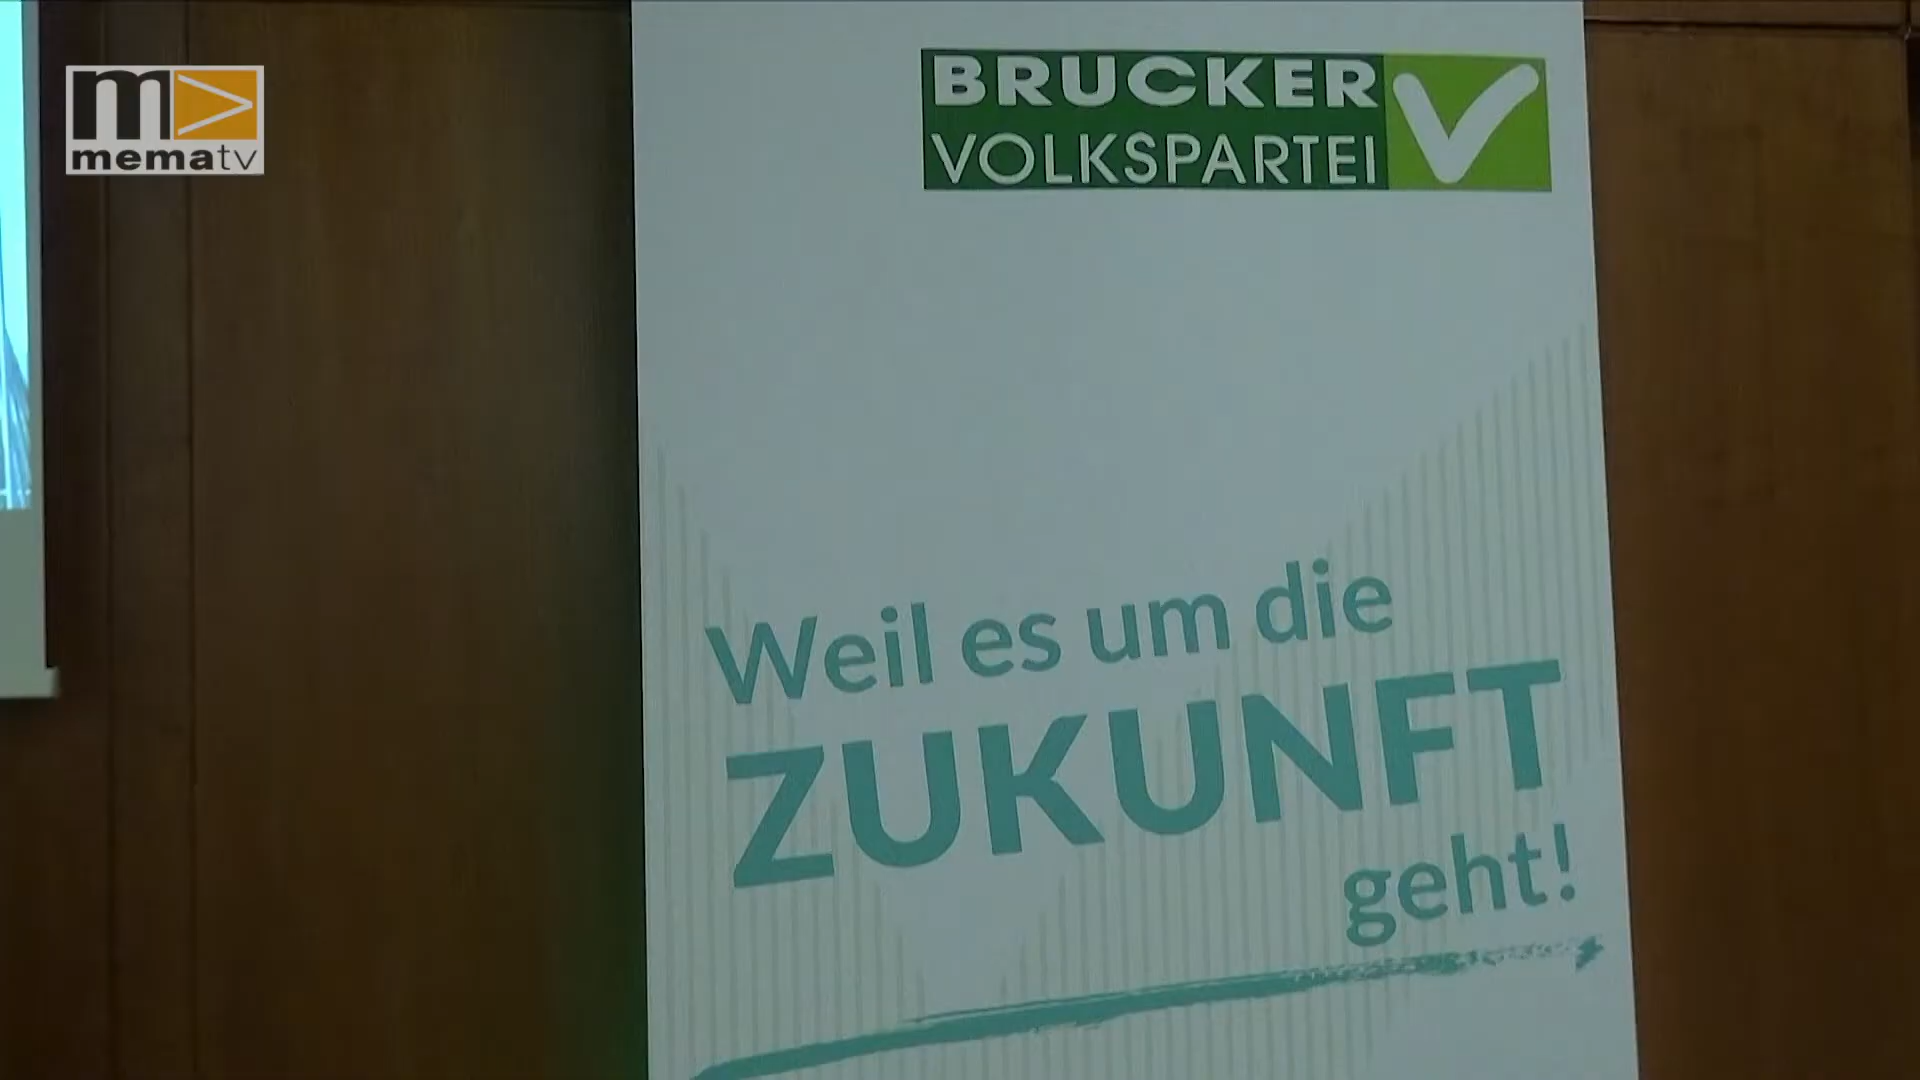 m>
mematv
BRUCKER
VOLKSPARTEI
Weil es um die
ZUKUNFT
geht!